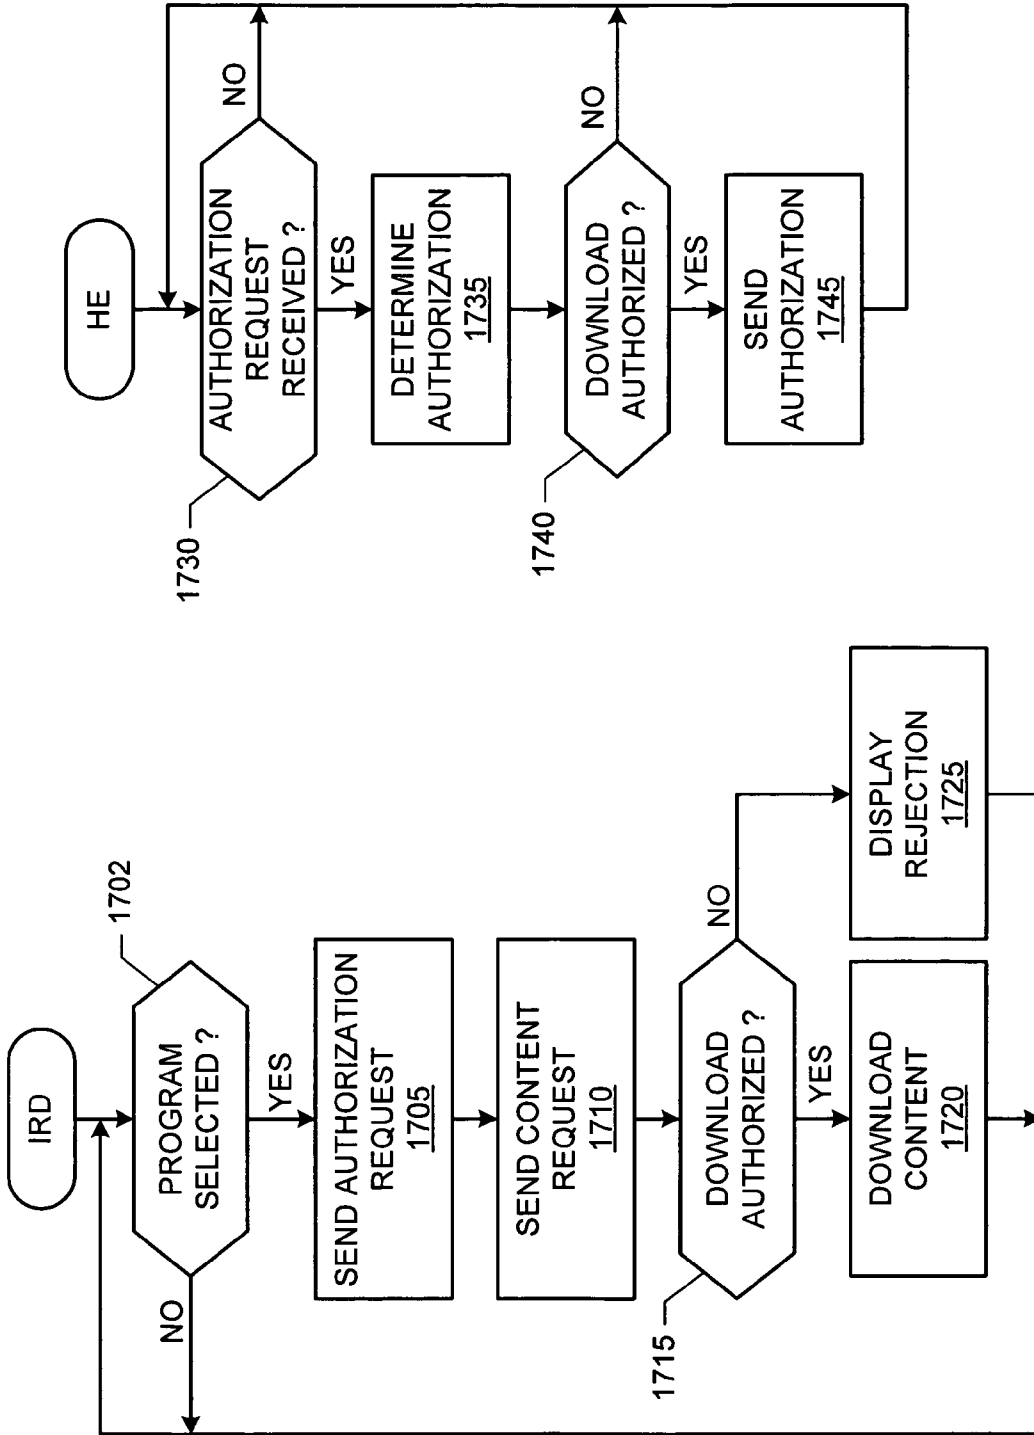 IRD
PROGRAM
SELECTED ?
1702
NO
YES
SEND AUTHORIZATION
REQUEST
1705
SEND CONTENT
REQUEST
1710
DOWNLOAD
AUTHORIZED ?
1715
NO
YES
DOWNLOAD
CONTENT
1720
DISPLAY
REJECTION
1725
HE
AUTHORIZATION
REQUEST
RECEIVED ?
1730
NO
YES
DETERMINE
AUTHORIZATION
1735
DOWNLOAD
AUTHORIZED ?
1740
NO
YES
SEND
AUTHORIZATION
1745